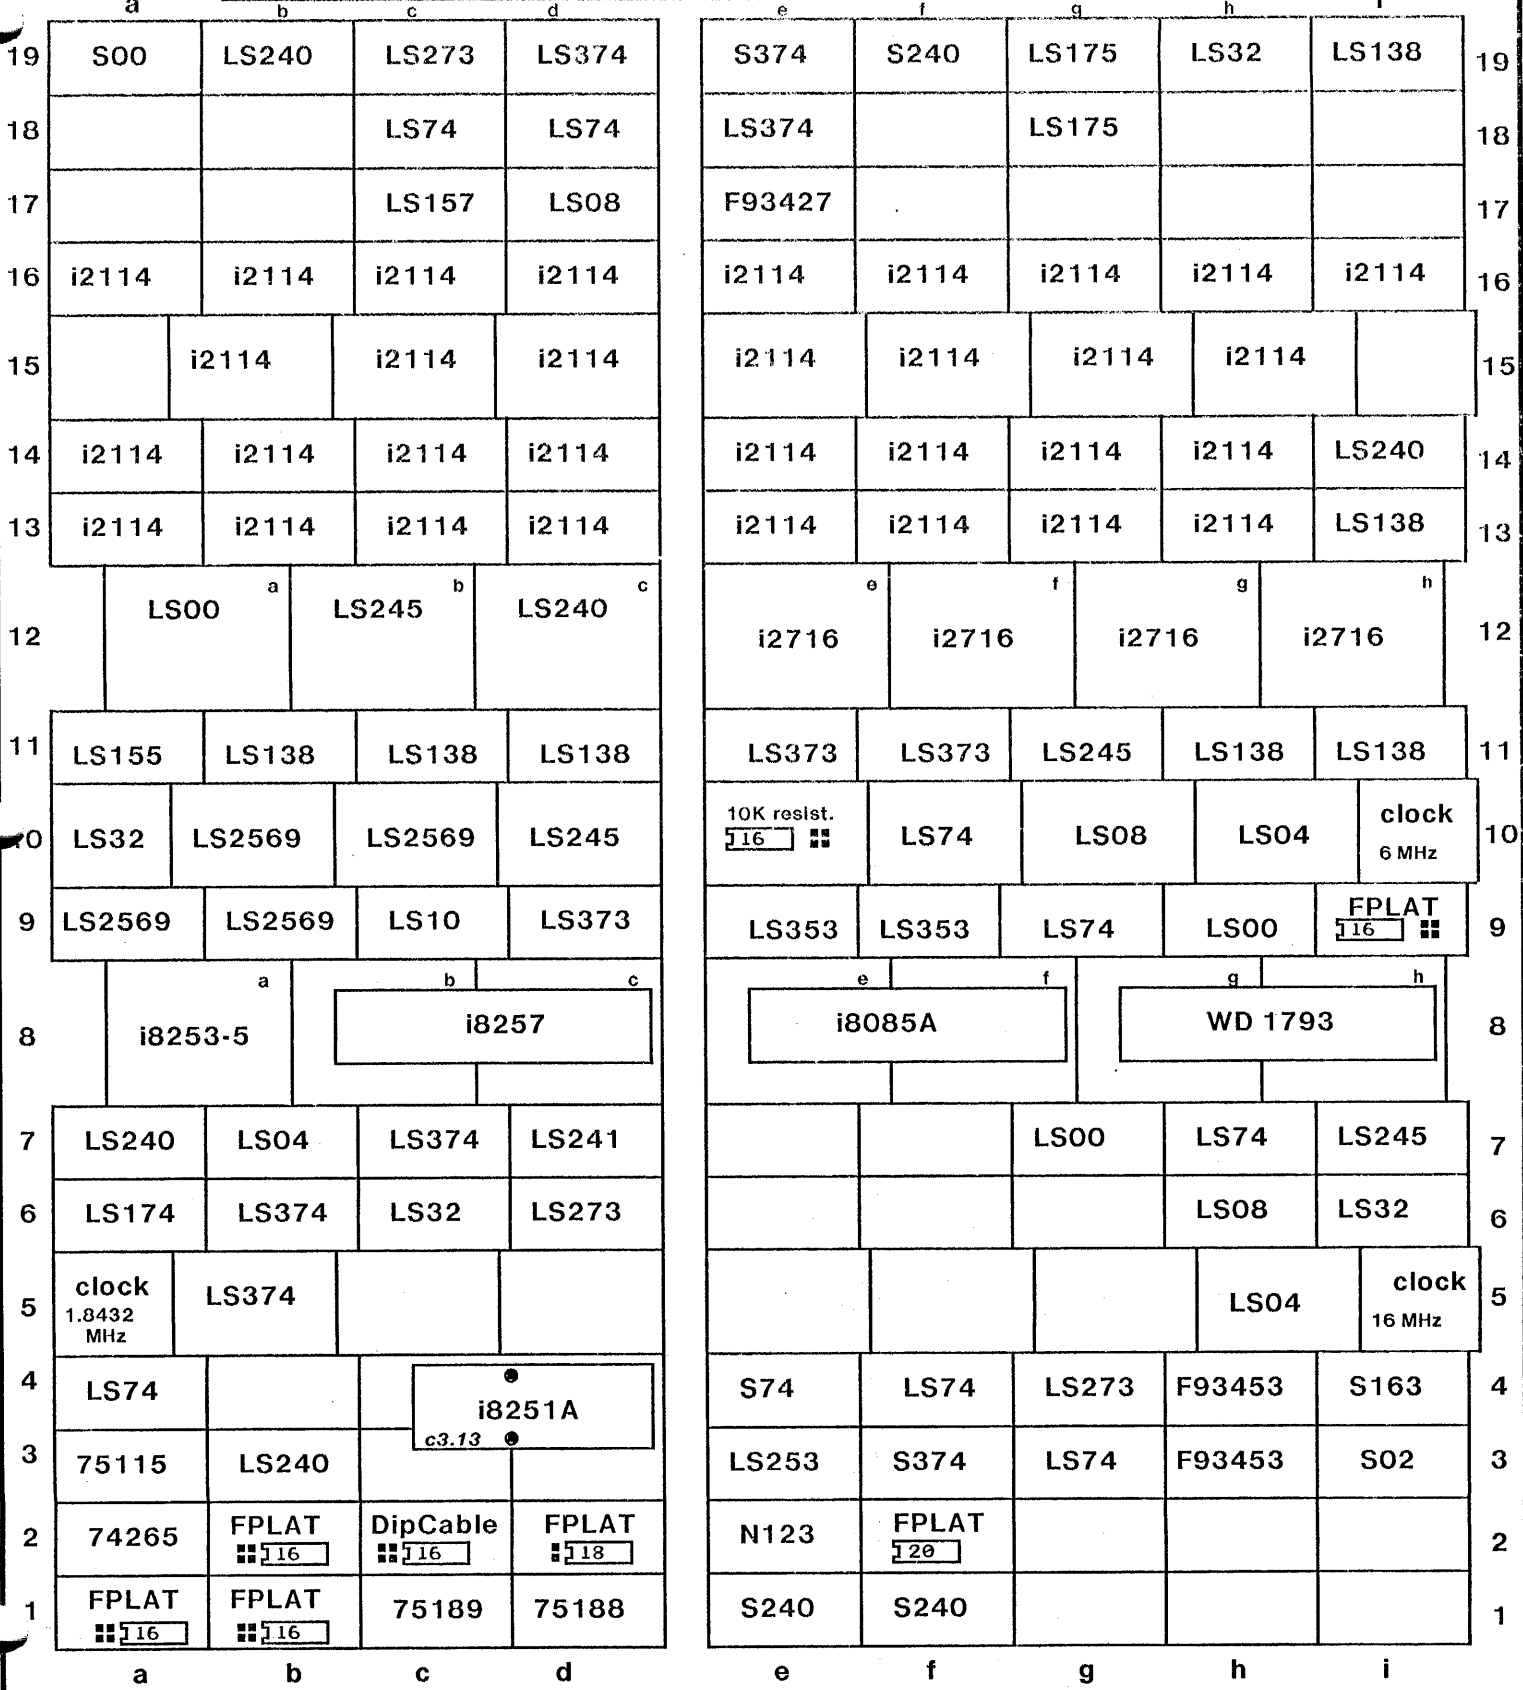 a b c d e f g h i
19 S00 LS240 LS273 LS374 S374 S240 LS175 LS32 LS138 19
18 LS74 LS74 LS374 LS175 18
17 LS157 LS08 F93427 17
16 i2114 i2114 i2114 i2114 i2114 i2114 i2114 i2114 i2114 16
15 i2114 i2114 i2114 i2114 i2114 i2114 i2114 15
14 i2114 i2114 i2114 i2114 i2114 i2114 i2114 i2114 LS240 14
13 i2114 i2114 i2114 i2114 i2114 i2114 i2114 i2114 LS138 13
a b c e f g h
12 LS00 LS245 LS240 i2716 i2716 i2716 i2716 12
11 LS155 LS138 LS138 LS138 LS373 LS373 LS245 LS138 LS138 11
10K resist. clock
10 LS32 LS2569 LS2569 LS245 16 LS74 LS08 LS04 6 MHz 10
FPLAT
9 LS2569 LS2569 LS10 LS373 LS353 LS353 LS74 LS00 16 9
a b c e f g h
8 i8253-5 i8257 i8085A WD 1793 8
7 LS240 LS04 LS374 LS241 LS00 LS74 LS245 7
6 LS174 LS374 LS32 LS273 LS08 LS32 6
clock clock
5 1.8432 LS374 LS04 16 MHz 5
MHz
4 LS74 i8251A S74 LS74 LS273 F93453 S163 4
c3.13
3 75115 LS240 LS253 S374 LS74 F93453 S02 3
FPLAT DipCable FPLAT FPLAT
2 74265 16 16 18 N123 20 2
FPLAT FPLAT
1 16 16 75189 75188 S240 S240 1
a b c d e f g h i